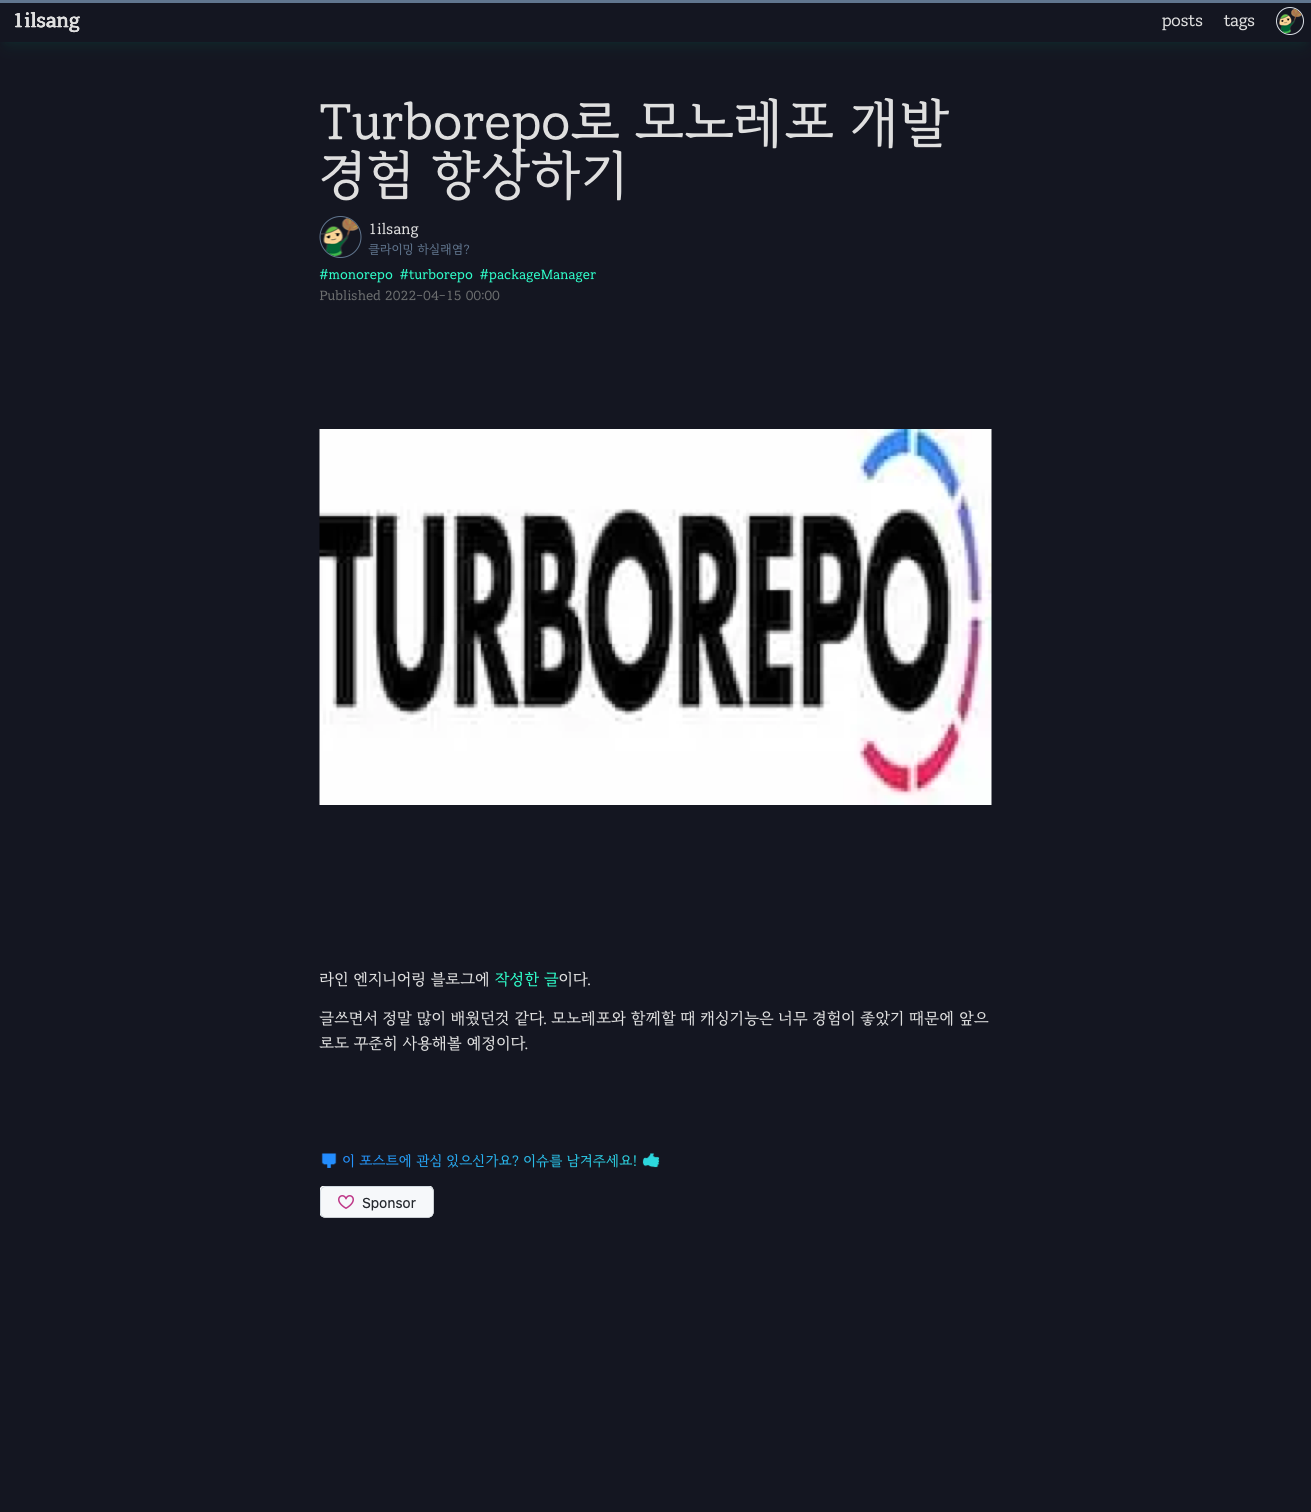 1ilsang
posts
tags
Turborepo로 모노레포 개발
경험 향상하기
1ilsang
클라이밍 하실래염?
#monorepo #turborepo #packageManager
Published 2022-04-15 00:00
TURBOREPO
라인 엔지니어링 블로그에 작성한 글이다.
글쓰면서 정말 많이 배웠던것 같다. 모노레포와 함께할 때 캐싱기능은 너무 경험이 좋았기 때문에 앞으
로도 꾸준히 사용해볼 예정이다.
이 포스트에 관심 있으신가요? 이슈를 남겨주세요!
Sponsor